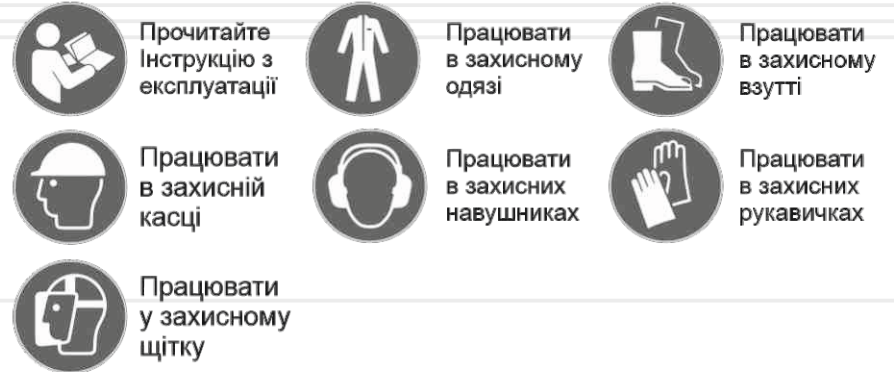 Прочитайте
Інструкцію з
експлуатації
Працювати
в захисному
одязі
Працювати
в захисному
взутті
Працювати
в захисній
касці
Працювати
в захисних
навушниках
Працювати
в захисних
рукавичках
Працювати
у захисному
щітку